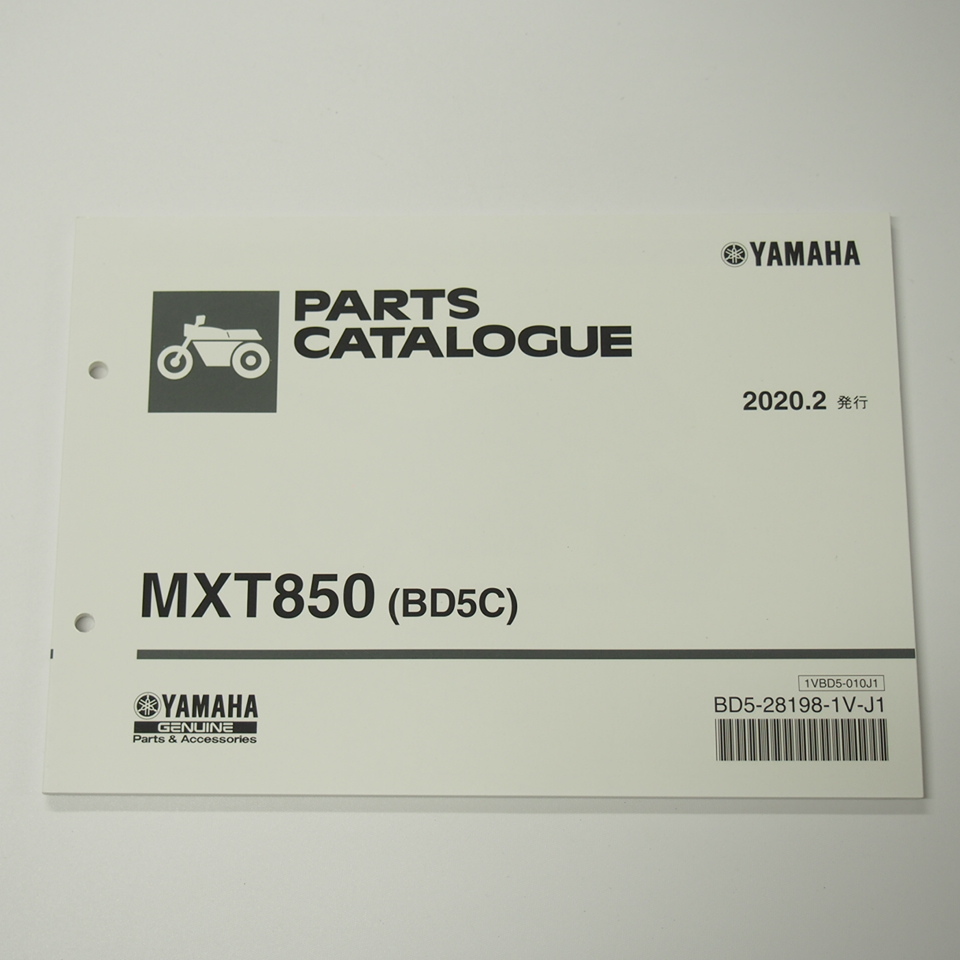 YAMAHA
PARTS
CATALOGUE
2020.2 発行
MXT850 (BD5C)
YAMAHA
GENUINE
Parts & Accessories
1VBD5-010J1
BD5-28198-1V-J1